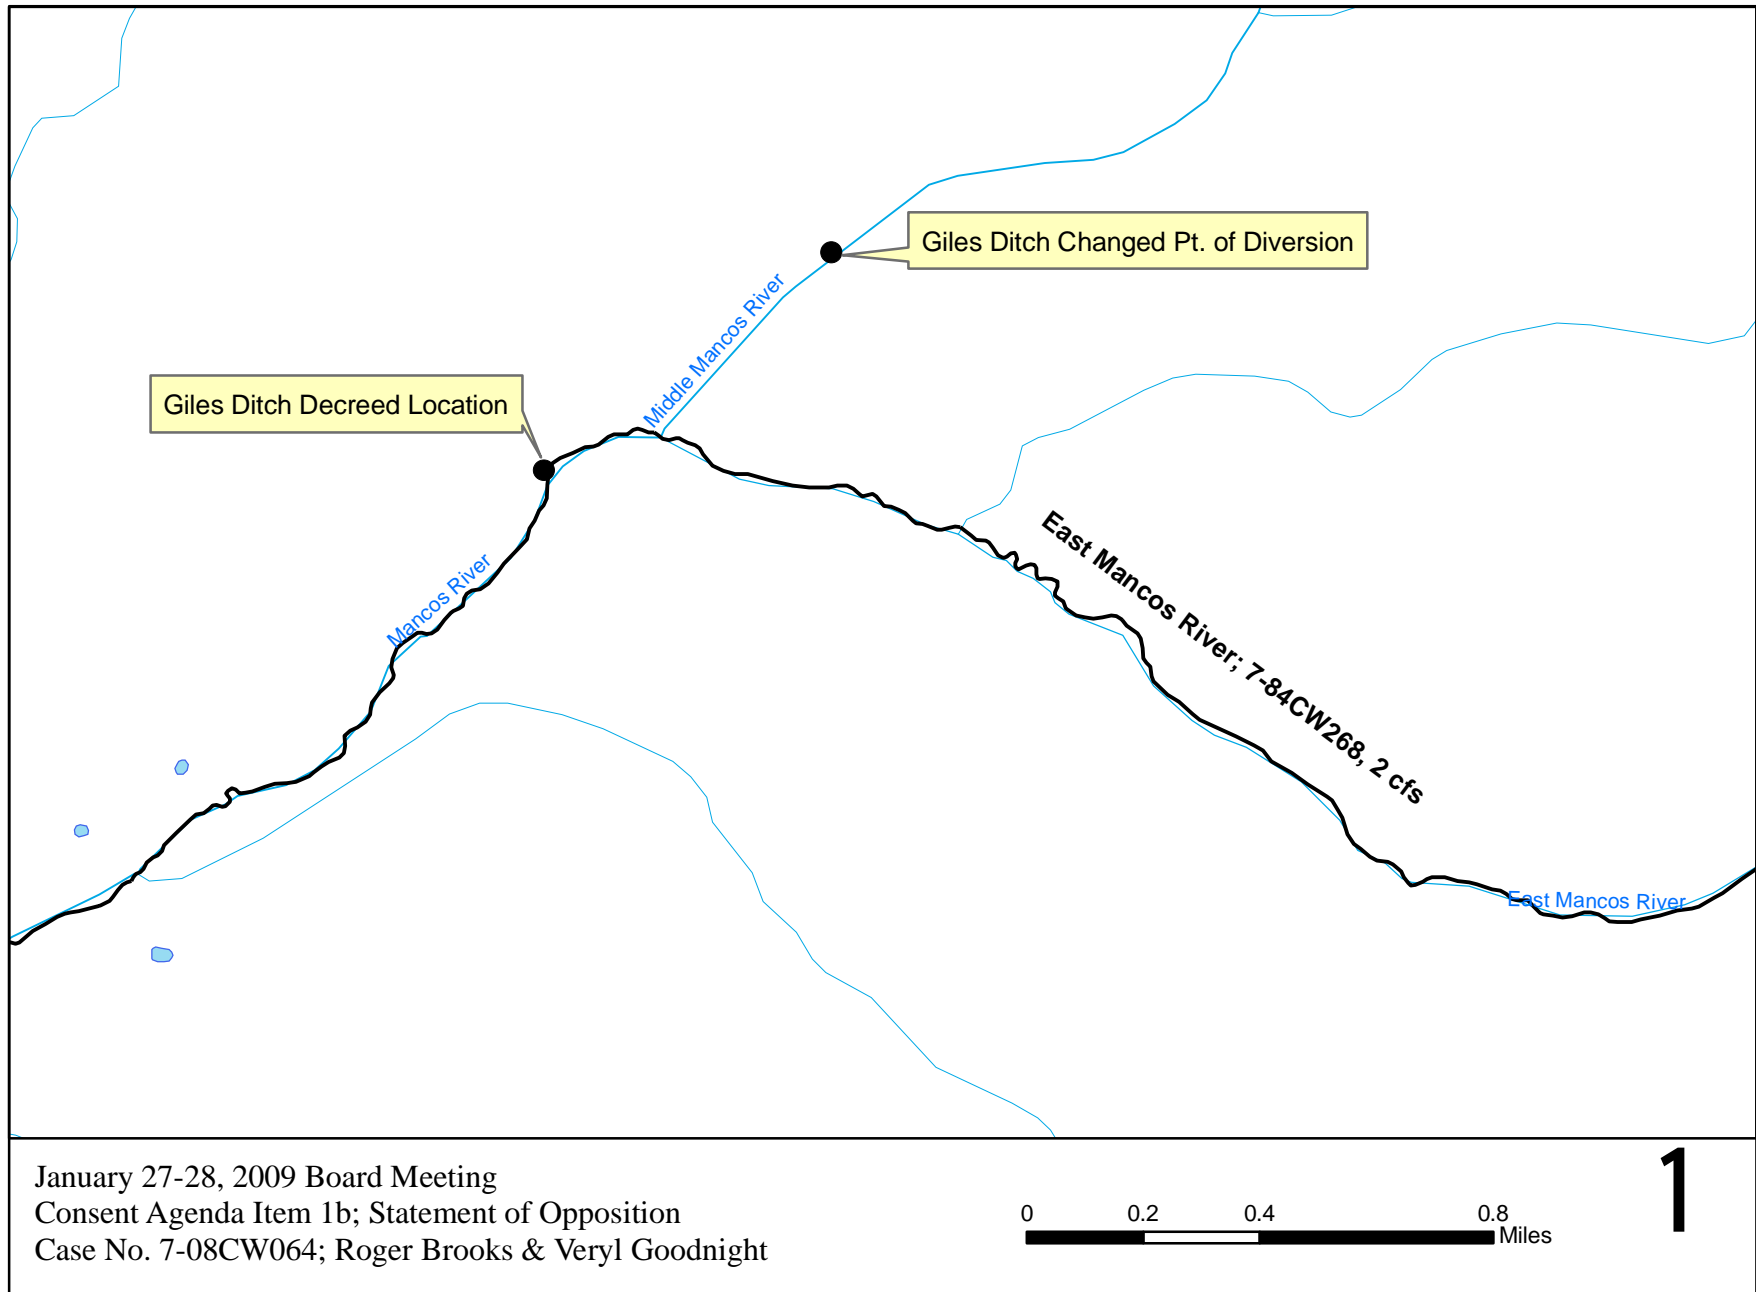 Giles Ditch Changed Pt. of Diversion
Middle Mancos River
Giles Ditch Decreed Location
Mancos River
East Mancos River; 7-84CW268, 2 cfs
East Mancos River
January 27-28, 2009 Board Meeting
Consent Agenda Item 1b; Statement of Opposition
Case No. 7-08CW064; Roger Brooks & Veryl Goodnight
0 0.2 0.4 0.8
Miles
1